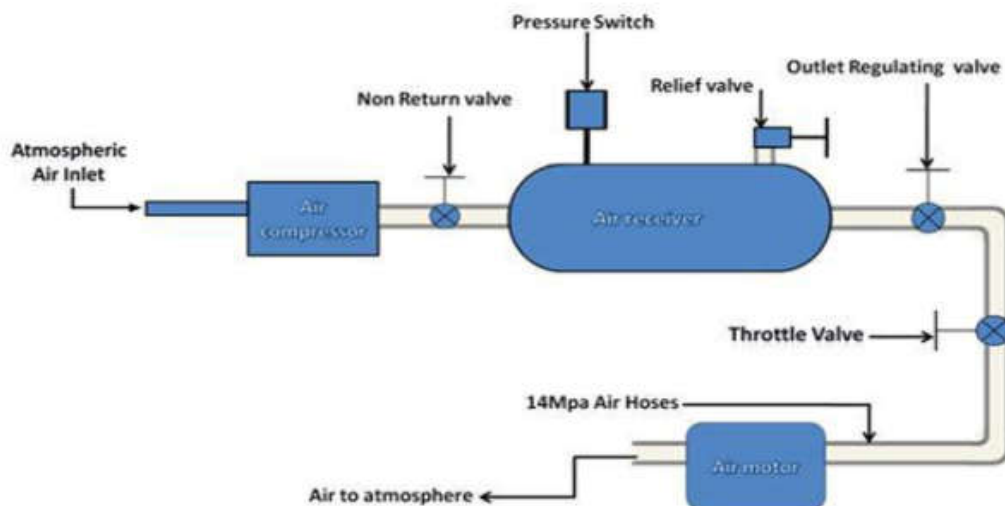 Pressure Switch
Non Return valve
Relief valve
Outlet Regulating valve
Atmospheric
Air Inlet
Air
compressor
Air receiver
Throttle Valve
14Mpa Air Hoses
Air motor
Air to atmosphere